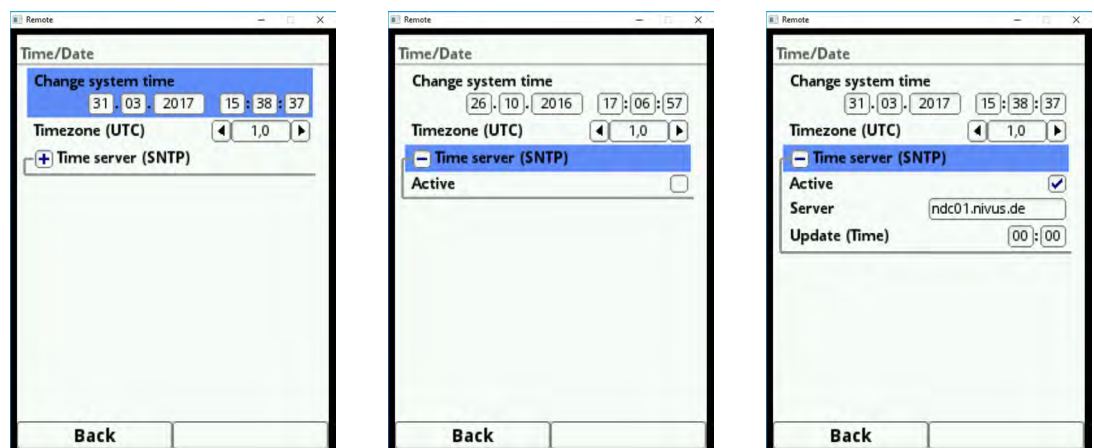 Remote
Time/Date
Change system time
31 . 03 . 2017 15 : 38 : 37
Timezone (UTC) 1,0
Time server (SNTP)
Back
Remote
Time/Date
Change system time
26 . 10 . 2016 17 : 06 : 57
Timezone (UTC) 1,0
Time server (SNTP)
Active
Back
Remote
Time/Date
Change system time
31 . 03 . 2017 15 : 38 : 37
Timezone (UTC) 1,0
Time server (SNTP)
Active
Server ndc01.nivus.de
Update (Time) 00 : 00
Back